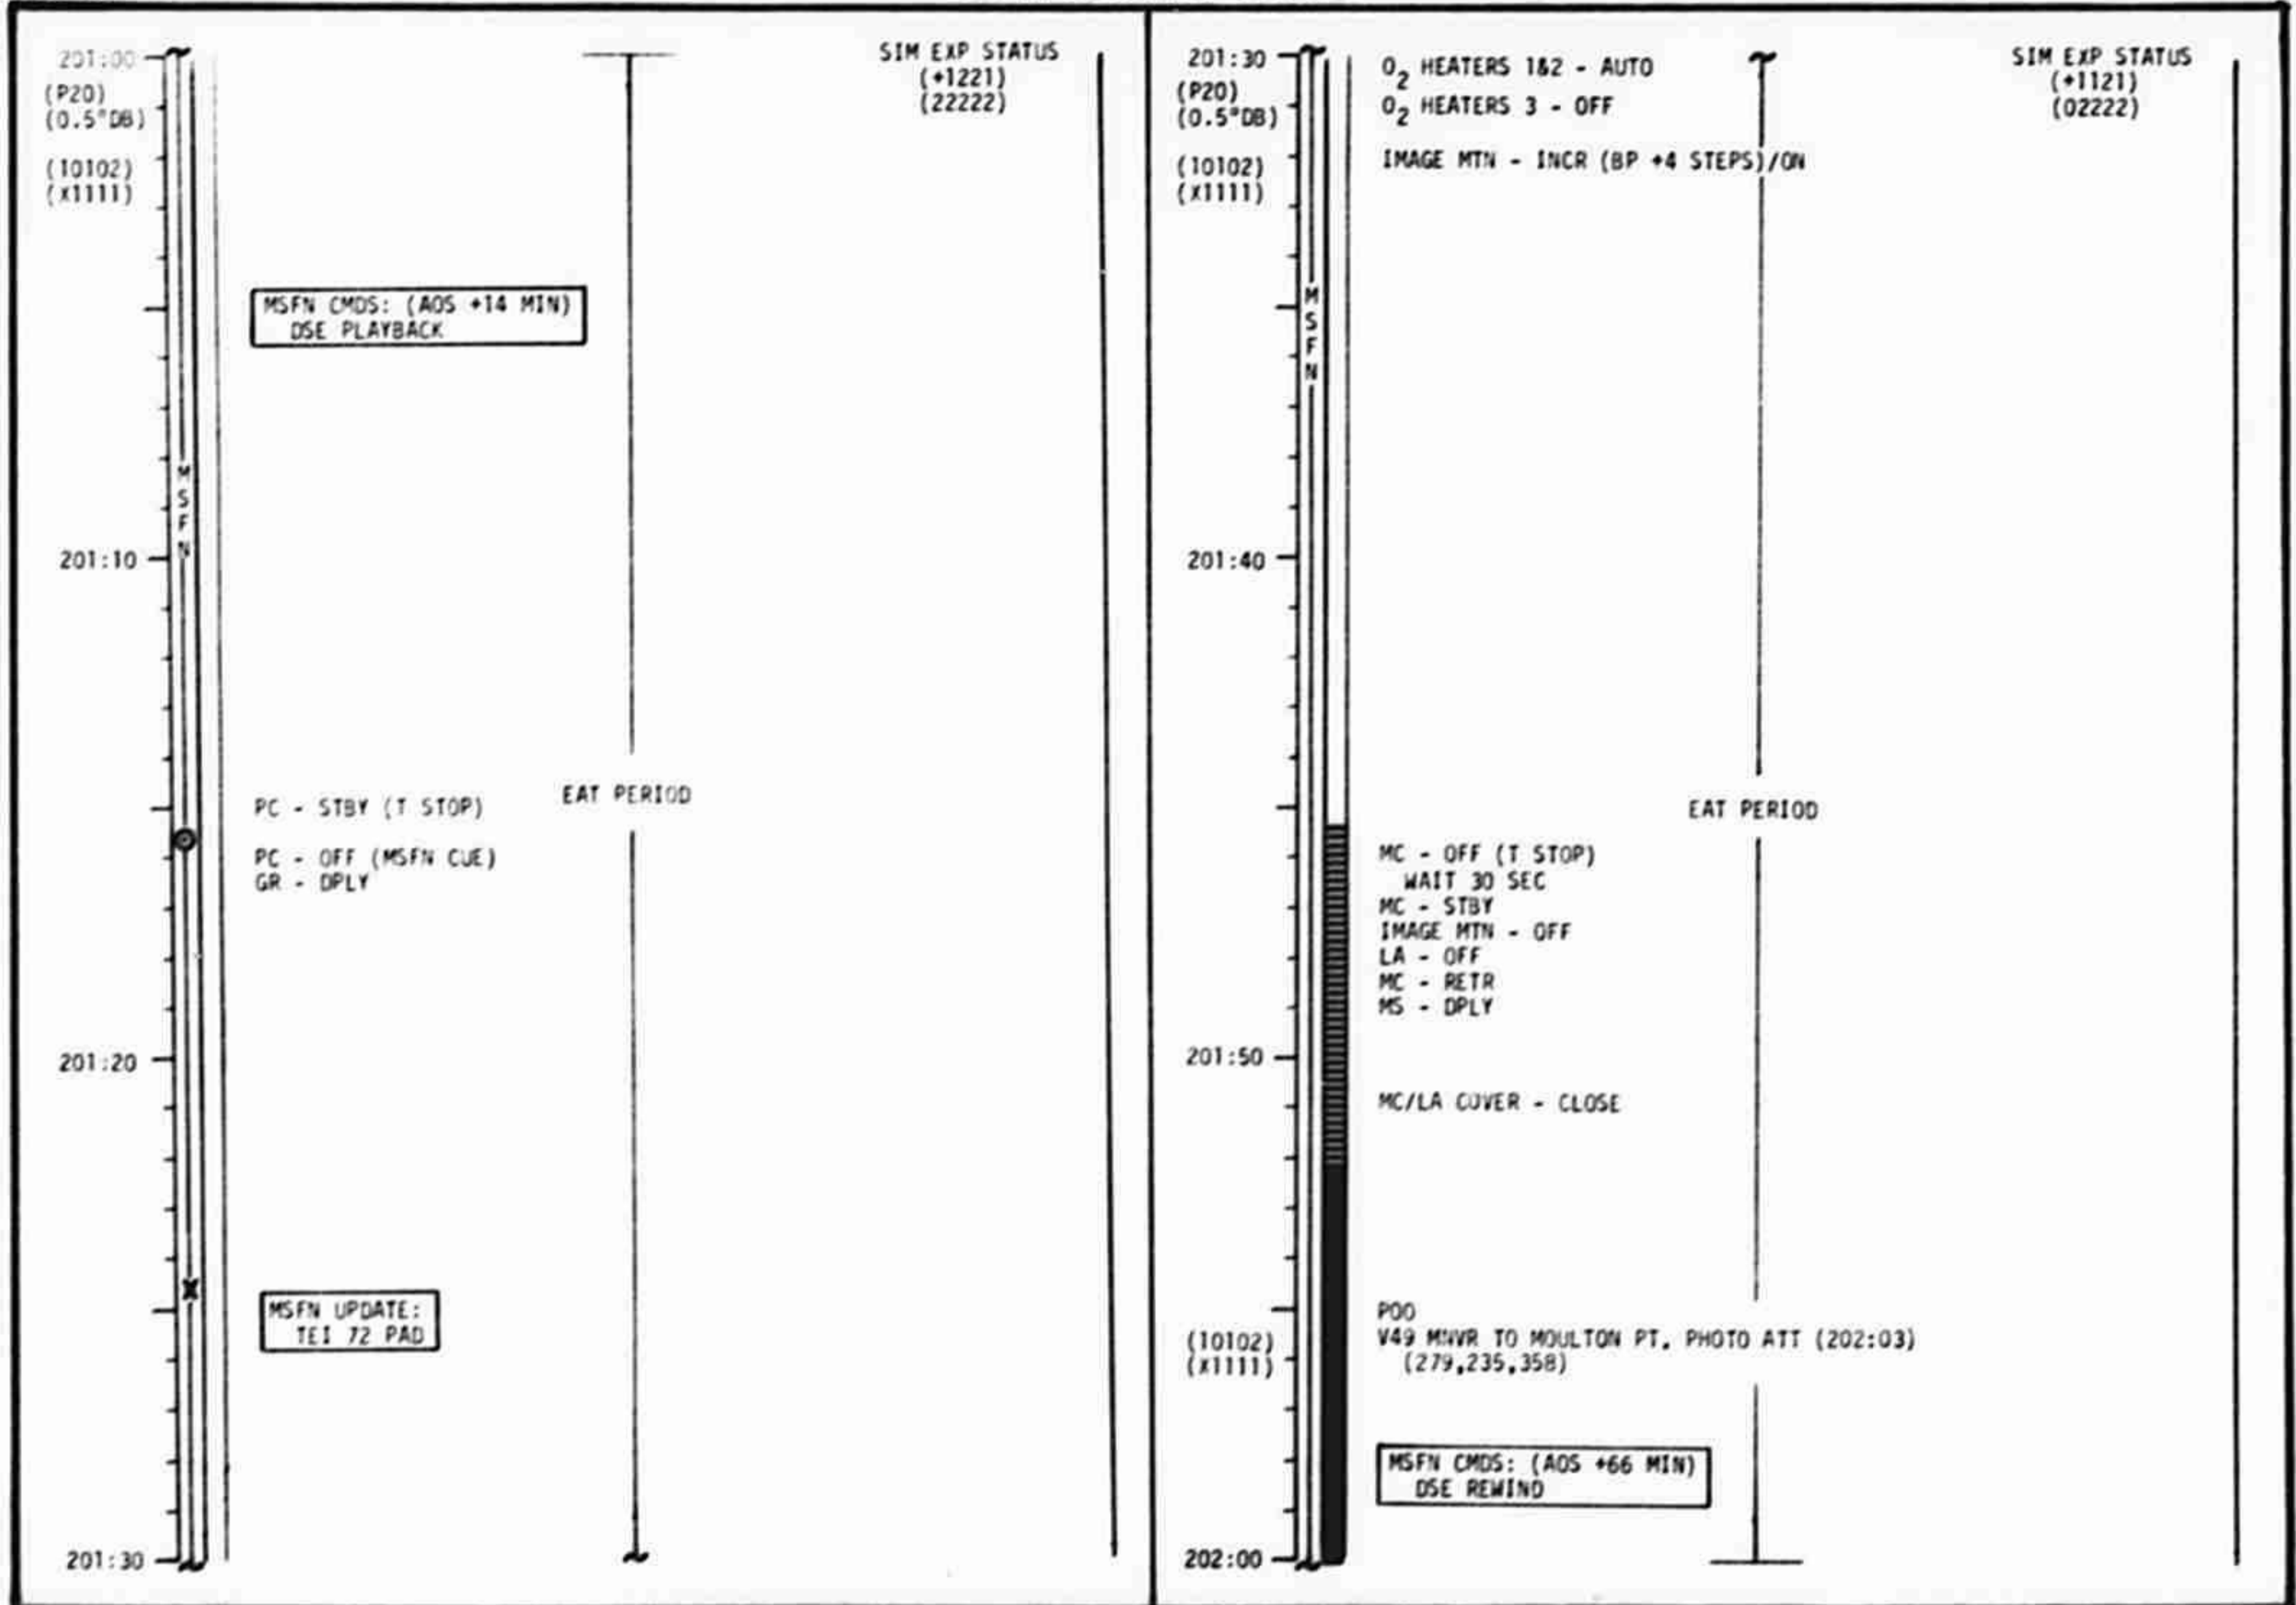 201:00
(P20)
(0.5°DB)
(10102)
(X1111)
SIM EXP STATUS
(+1221)
(22222)
MSFN CMDS: (AOS +14 MIN)
DSE PLAYBACK
MSFN
201:10
PC - STBY (T STOP)
EAT PERIOD
PC - OFF (MSFN CUE)
GR - DPLY
201:20
X
MSFN UPDATE:
TEI 72 PAD
201:30
201:30
(P20)
(0.5°DB)
(10102)
(X1111)
O2 HEATERS 1&2 - AUTO
O2 HEATERS 3 - OFF
IMAGE MTN - INCR (BP +4 STEPS)/ON
SIM EXP STATUS
(+1121)
(02222)
MSFN
201:40
EAT PERIOD
MC - OFF (T STOP)
WAIT 30 SEC
MC - STBY
IMAGE MTN - OFF
LA - OFF
MC - RETR
MS - DPLY
201:50
MC/LA COVER - CLOSE
P00
(10102)
(X1111)
V49 MNVR TO MOULTON PT. PHOTO ATT (202:03)
(279,235,358)
MSFN CMDS: (AOS +66 MIN)
DSE REWIND
202:00